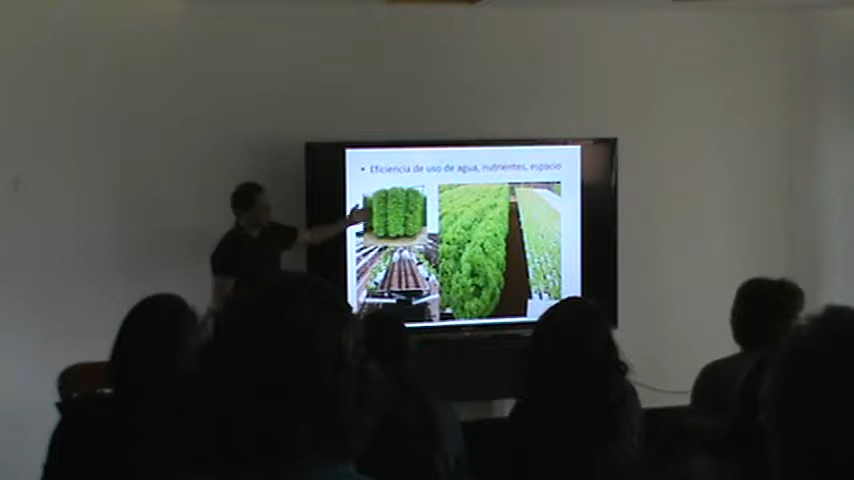 • Eficiencia de uso de agua, nutrientes, espacio